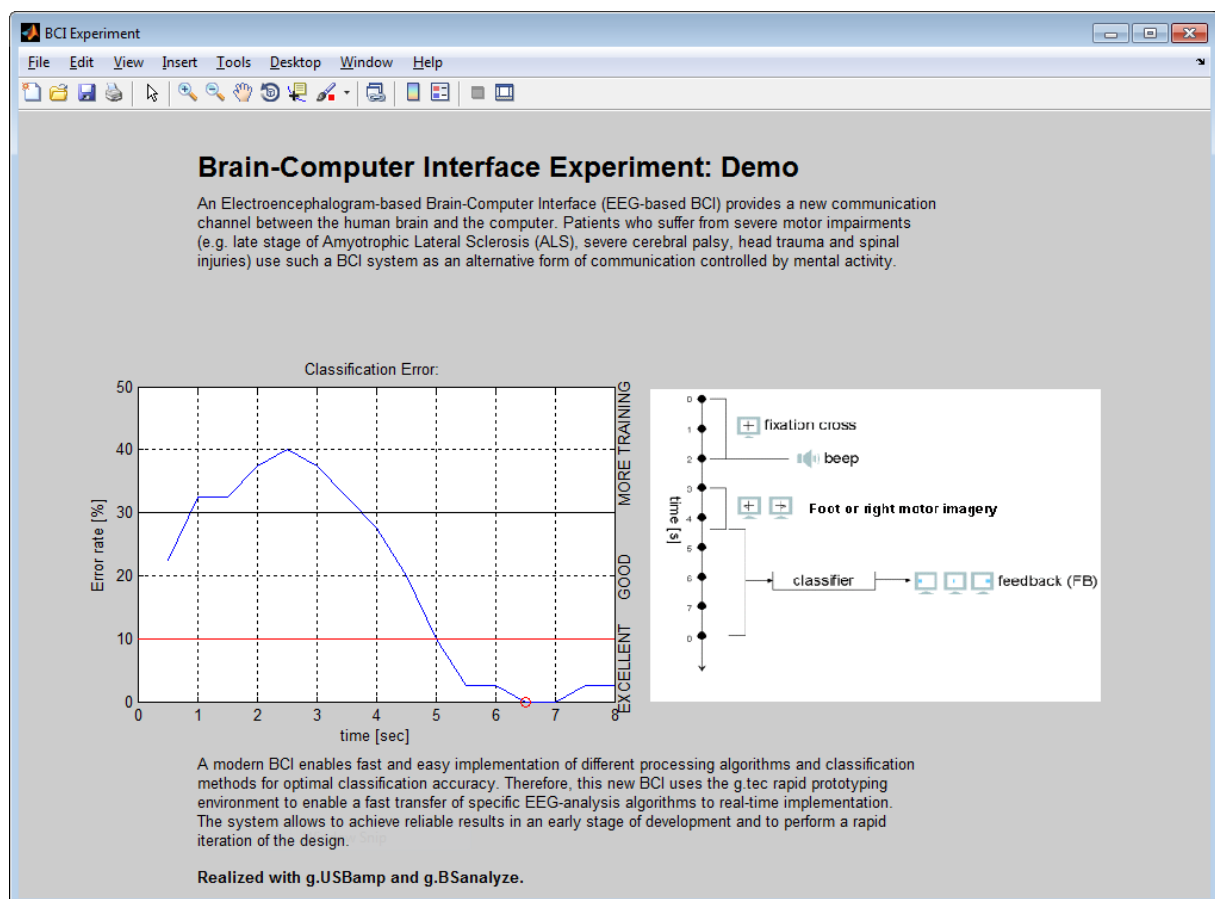 BCI Experiment
File Edit View Insert Tools Desktop Window Help
Brain-Computer Interface Experiment: Demo
An Electroencephalogram-based Brain-Computer Interface (EEG-based BCI) provides a new communication
channel between the human brain and the computer. Patients who suffer from severe motor impairments
(e.g. late stage of Amyotrophic Lateral Sclerosis (ALS), severe cerebral palsy, head trauma and spinal
injuries) use such a BCI system as an alternative form of communication controlled by mental activity.
Classification Error:
50
40
30
20
10
0
Error rate [%]
0 1 2 3 4 5 6 7 8
time [sec]
MORE TRAINING
GOOD
EXCELLENT
0
1
2
3
4
5
6
7
time [s]
fixation cross
beep
Foot or right motor imagery
classifier
feedback (FB)
A modern BCI enables fast and easy implementation of different processing algorithms and classification
methods for optimal classification accuracy. Therefore, this new BCI uses the g.tec rapid prototyping
environment to enable a fast transfer of specific EEG-analysis algorithms to real-time implementation.
The system allows to achieve reliable results in an early stage of development and to perform a rapid
iteration of the design.
Realized with g.USBamp and g.BSanalyze.